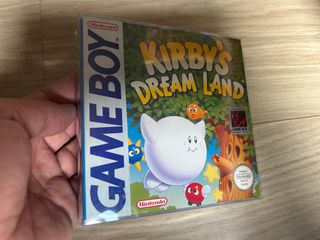 Nintendo
GAME BOY
KIRBY'S
DREAM LAND
Nintendo